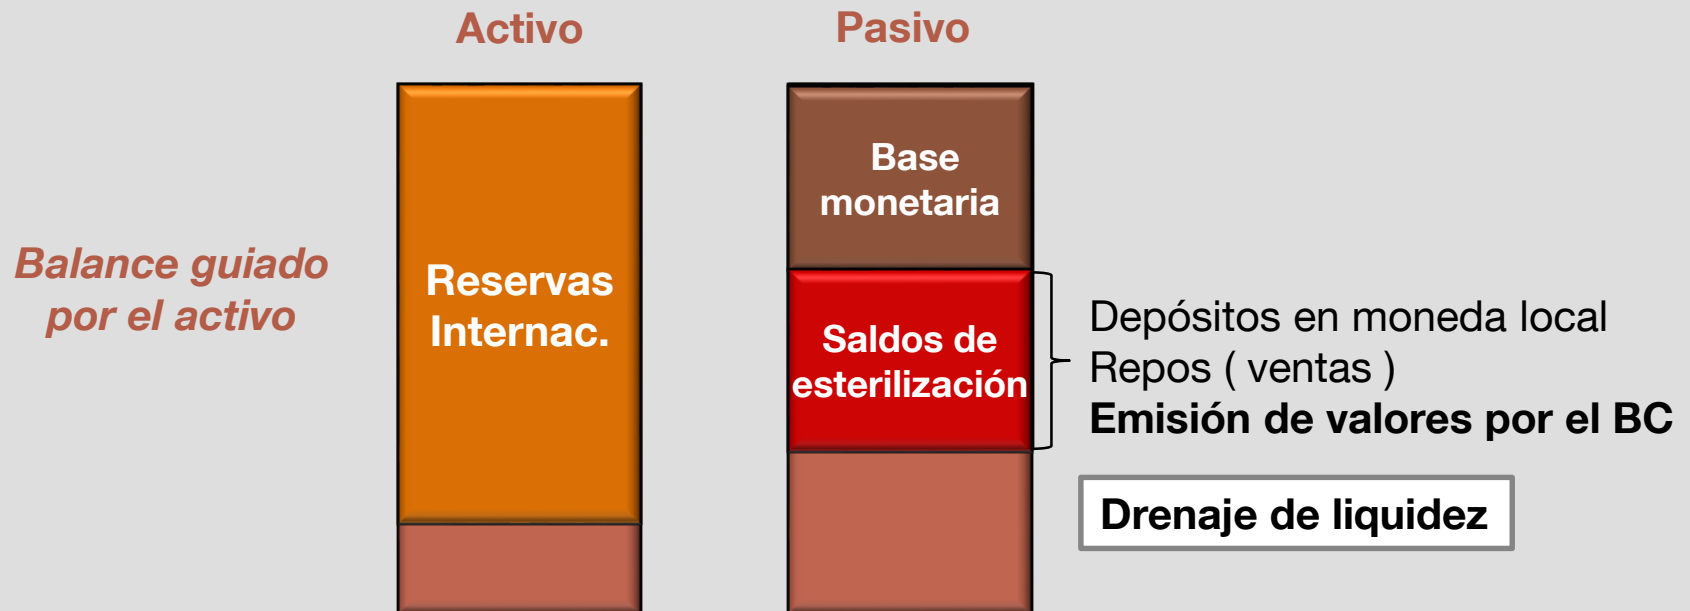 Activo
Pasivo
Balance guiado
por el activo
Reservas
Internac.
Base
monetaria
Saldos de
esterilización
Depósitos en moneda local
Repos ( ventas )
Emisión de valores por el BC
Drenaje de liquidez